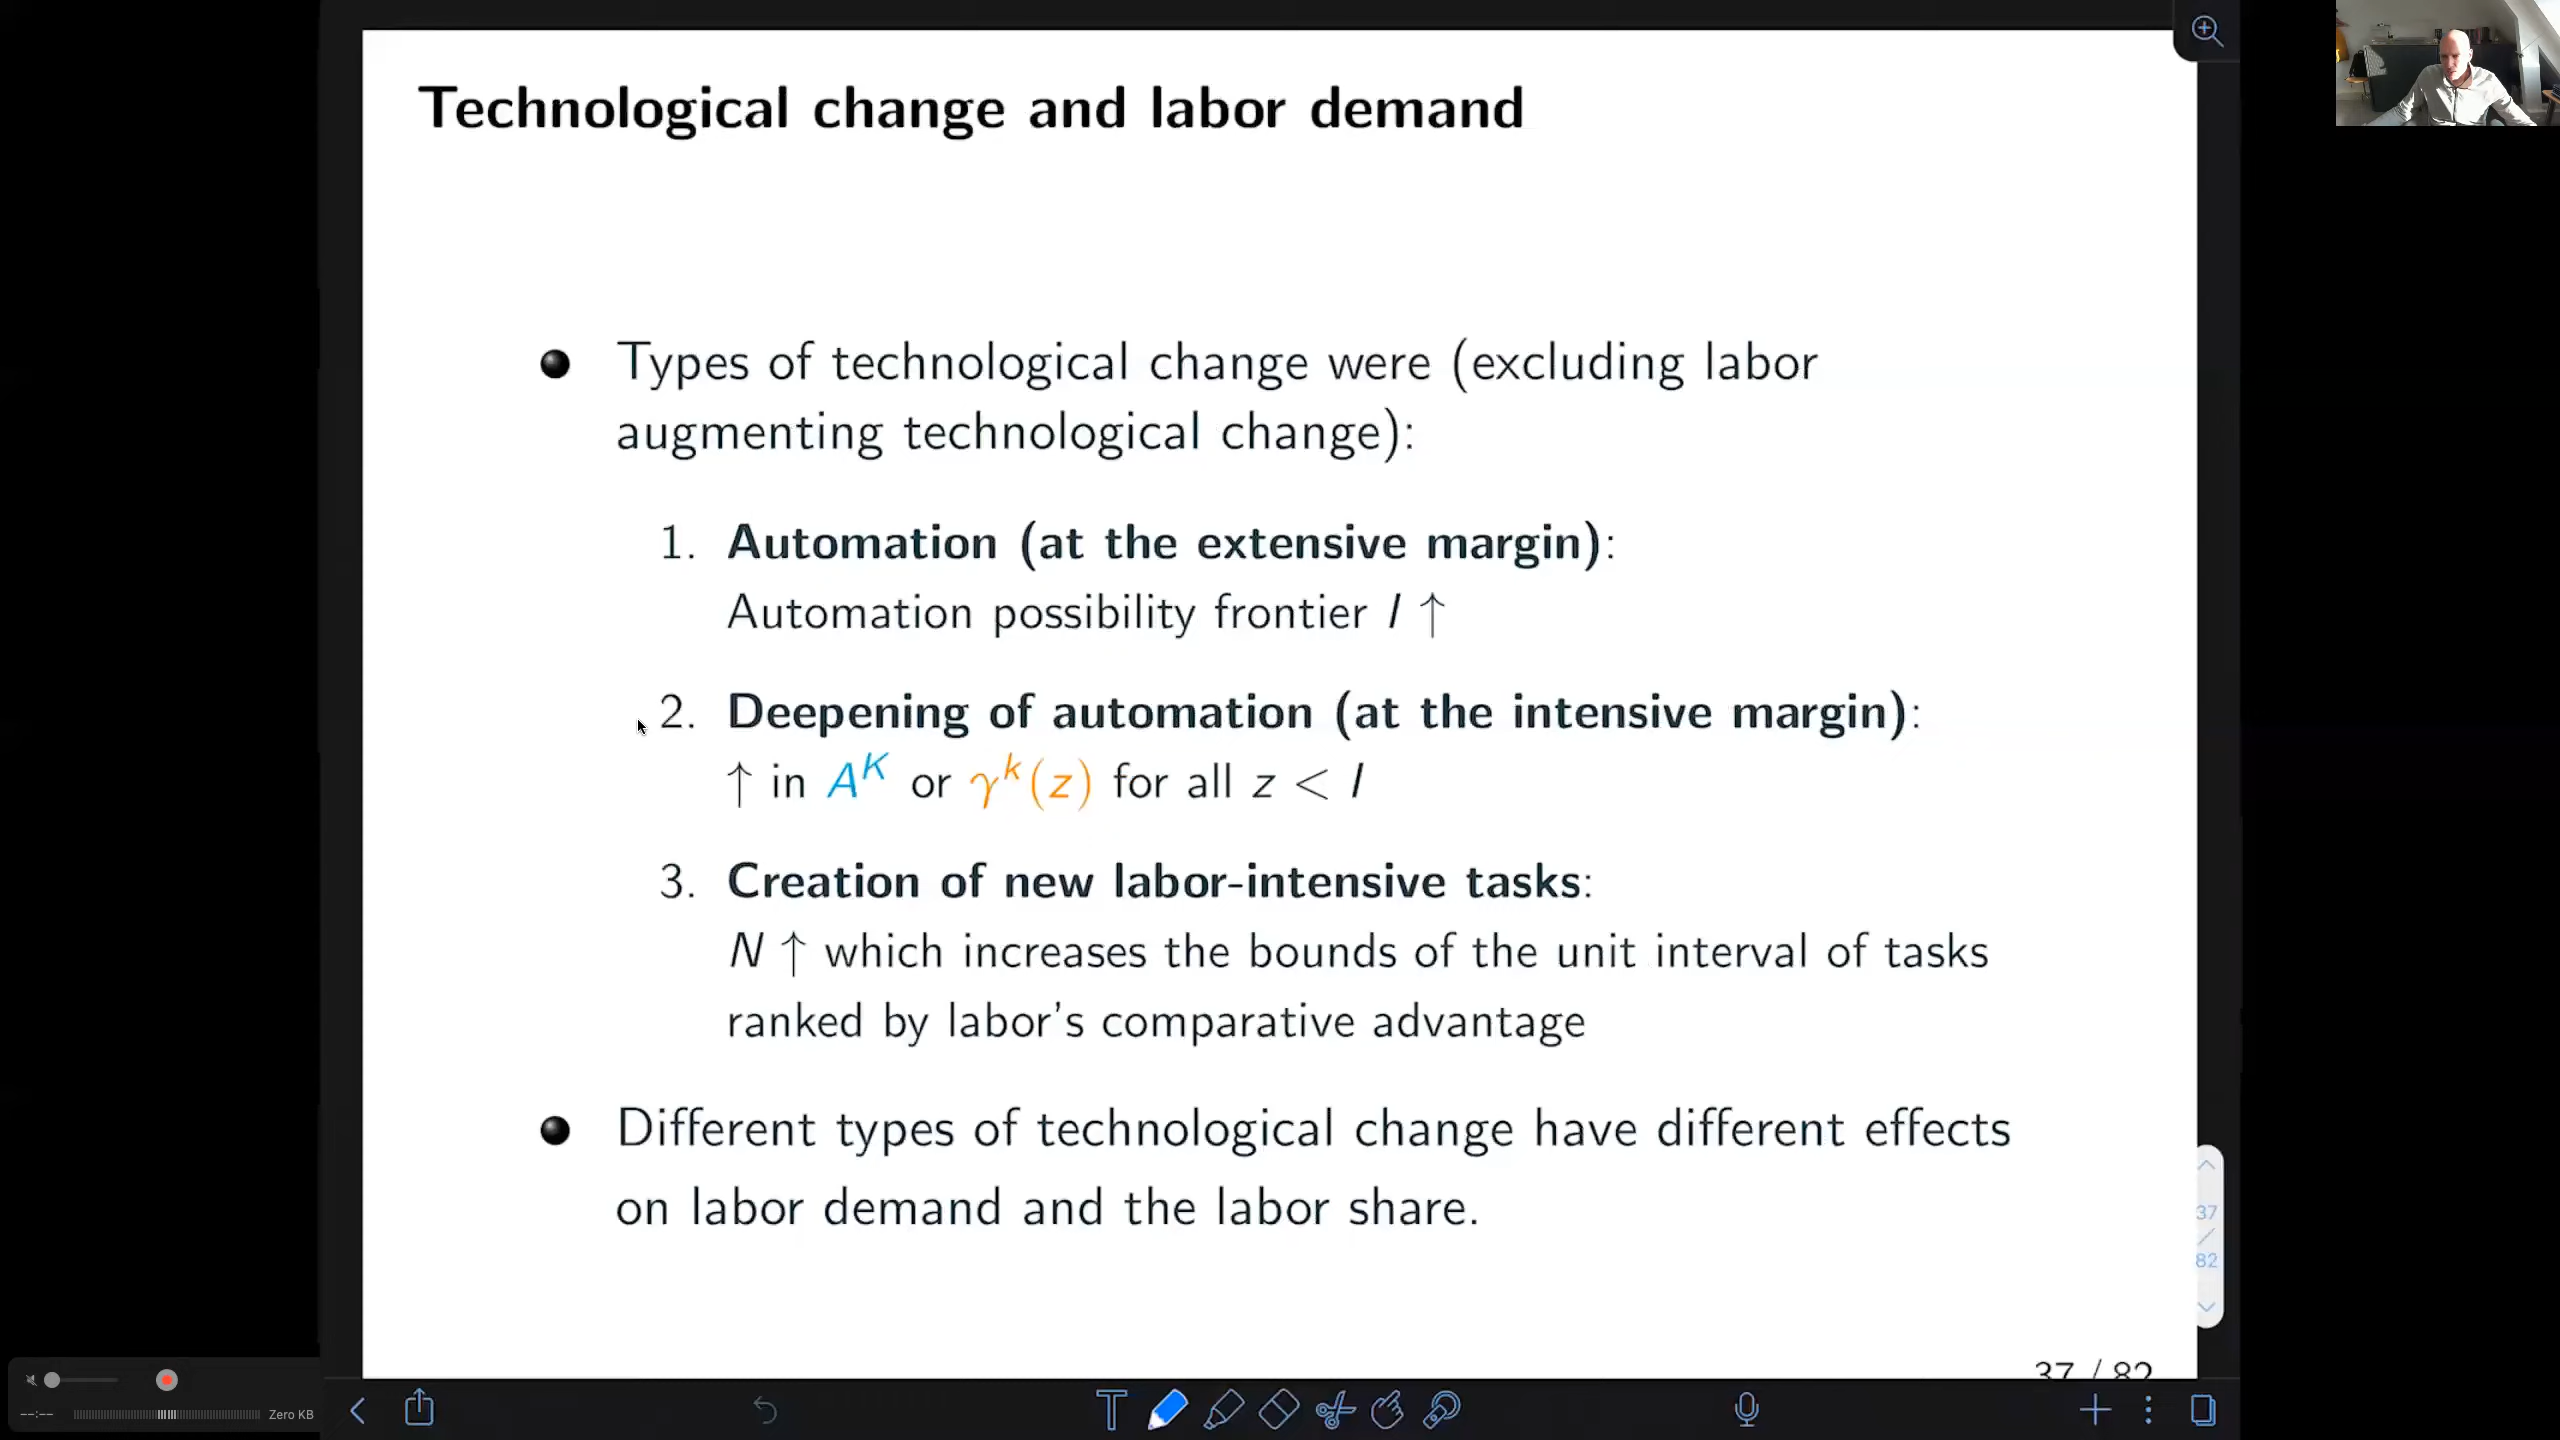 Technological change and labor demand
Types of technological change were (excluding labor
augmenting technological change):
1. Automation (at the extensive margin):
Automation possibility frontier I ↑
2. Deepening of automation (at the intensive margin):
↑ in A^K or γ^k(z) for all z < I
3. Creation of new labor-intensive tasks:
N ↑ which increases the bounds of the unit interval of tasks
ranked by labor's comparative advantage
Different types of technological change have different effects
on labor demand and the labor share.
37
/
82
37 / 82
--:--
Zero KB